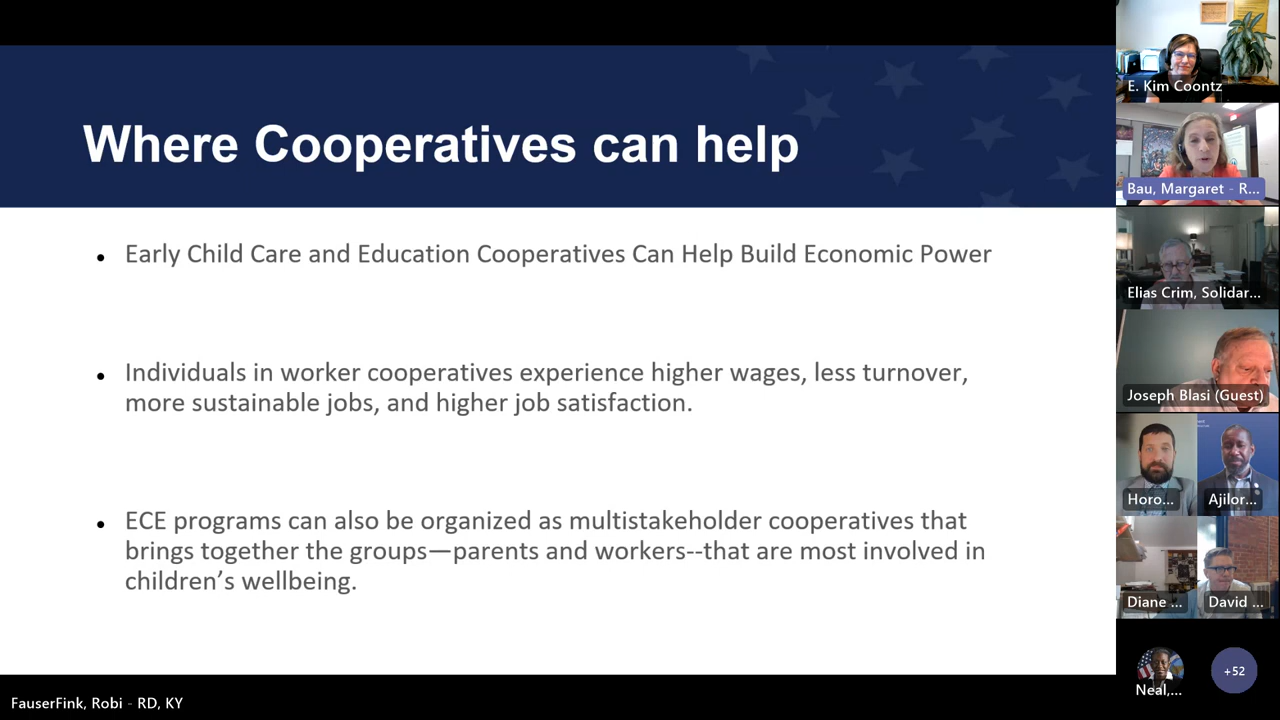 Where Cooperatives can help
• Early Child Care and Education Cooperatives Can Help Build Economic Power
• Individuals in worker cooperatives experience higher wages, less turnover,
more sustainable jobs, and higher job satisfaction.
• ECE programs can also be organized as multistakeholder cooperatives that
brings together the groups—parents and workers--that are most involved in
children’s wellbeing.
FauserFink, Robi - RD, KY
E. Kim Coontz
Bau, Margaret - R...
Elias Crim, Solidar...
Joseph Blasi (Guest)
Horo...
Ajilor...
Diane ...
David ...
Neal,...
+52